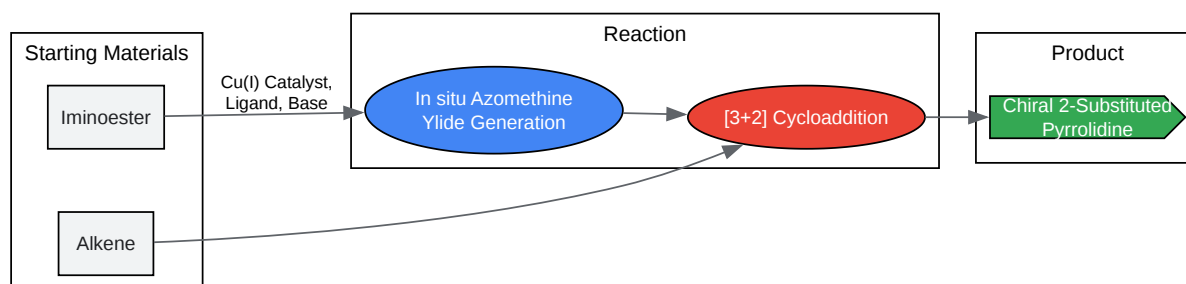 Starting Materials
Iminoester
Alkene
Cu(I) Catalyst,
Ligand, Base
Reaction
In situ Azomethine
Ylide Generation
[3+2] Cycloaddition
Product
Chiral 2-Substituted
Pyrrolidine